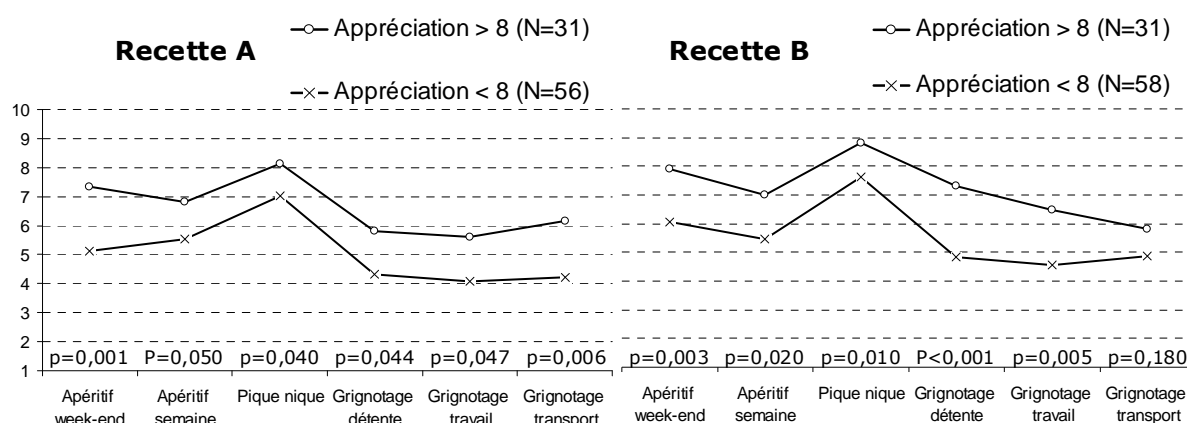 Recette A
Appréciation > 8 (N=31)
Appréciation < 8 (N=56)
10
9
8
7
6
5
4
3
2
1
p=0,001 P=0,050 p=0,040 p=0,044 p=0,047 p=0,006
Apéritif week-end
Apéritif semaine
Pique nique
Grignotage détente
Grignotage travail
Grignotage transport
Recette B
Appréciation > 8 (N=31)
Appréciation < 8 (N=58)
p=0,003 p=0,020 p=0,010 P<0,001 p=0,005 p=0,180
Apéritif week-end
Apéritif semaine
Pique nique
Grignotage détente
Grignotage travail
Grignotage transport